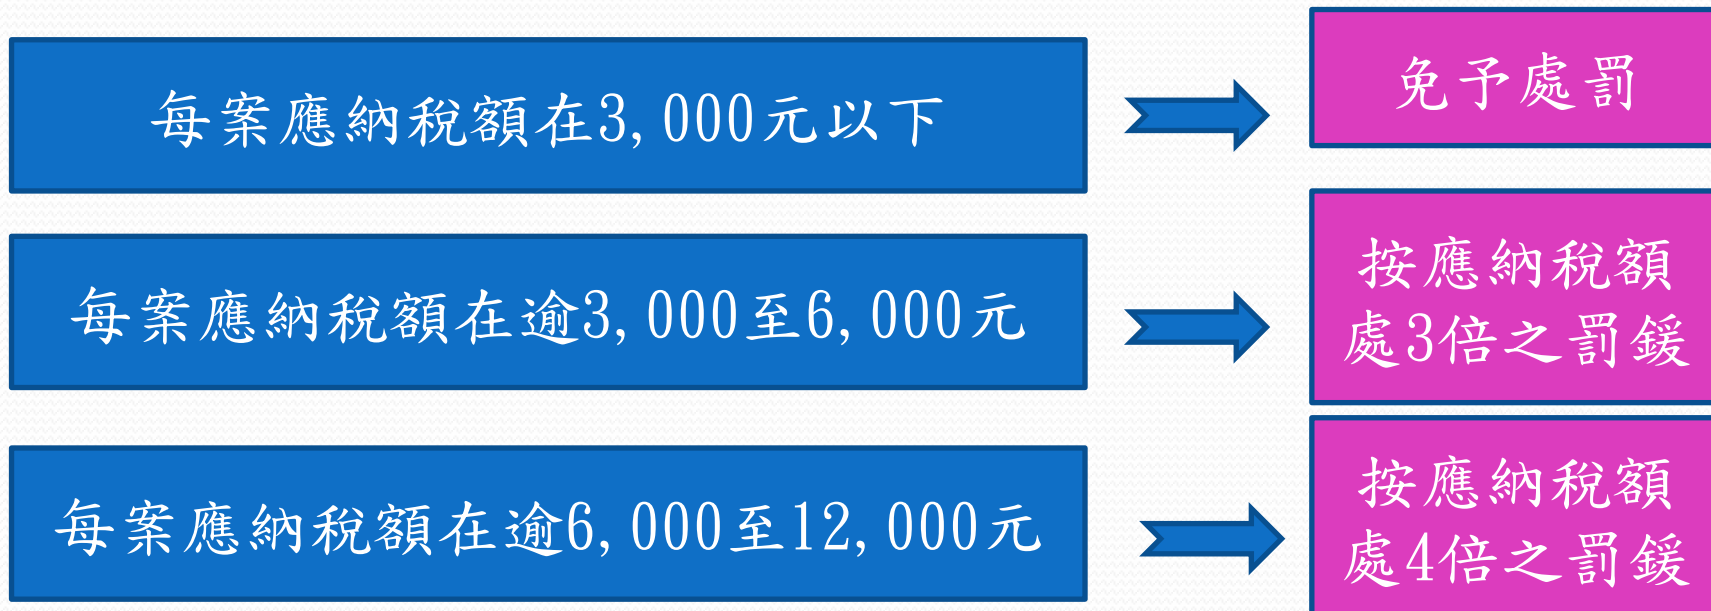 每案應納稅額在3,000元以下
免予處罰
每案應納稅額在逾3,000至6,000元
按應納稅額
處3倍之罰鍰
每案應納稅額在逾6,000至12,000元
按應納稅額
處4倍之罰鍰